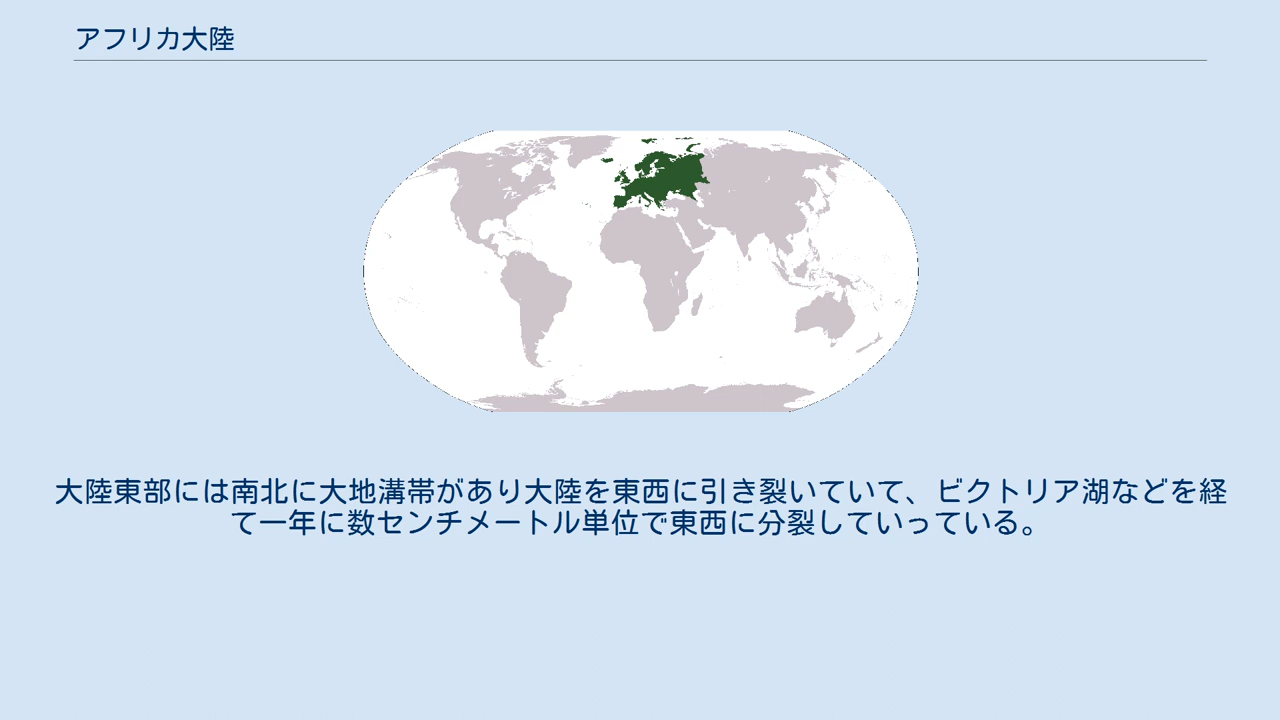 アフリカ大陸
大陸東部には南北に大地溝帯があり大陸を東西に引き裂いていて、ビクトリア湖などを経
て一年に数センチメートル単位で東西に分裂していっている。